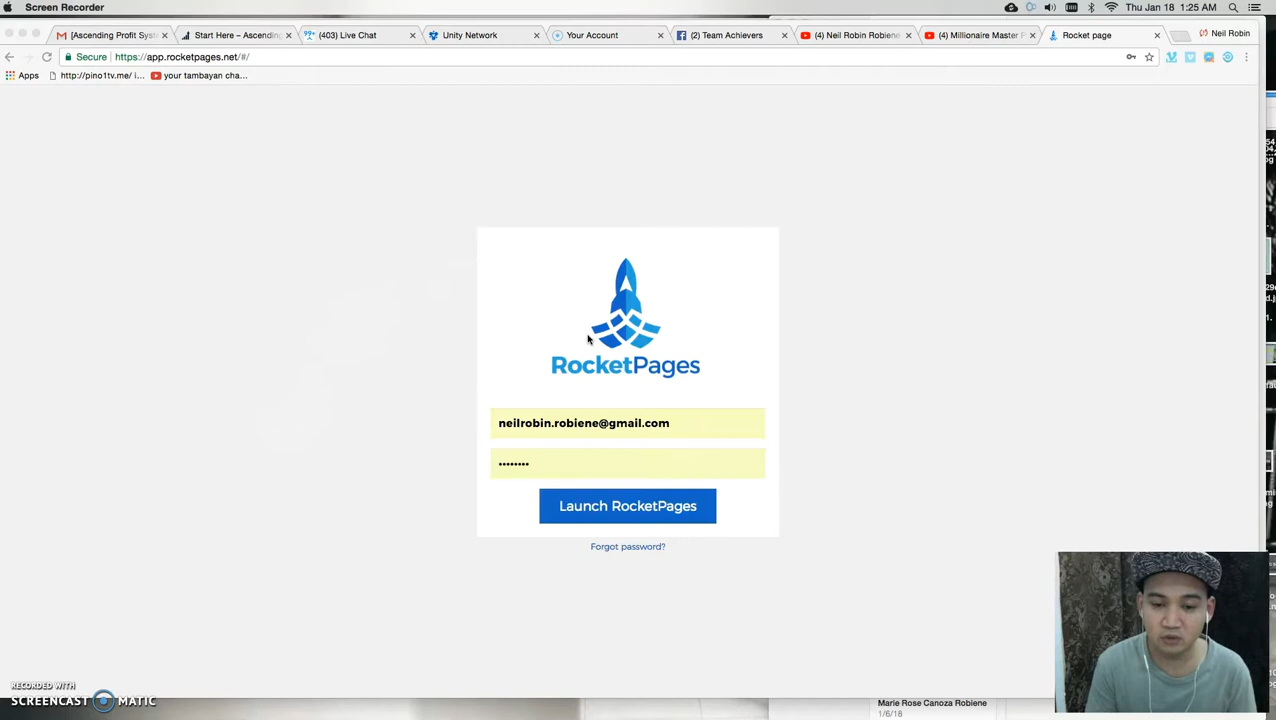 Screen Recorder
Thu Jan 18 1:25 AM
[Ascending Profit Syst
Start Here – Ascending
(403) Live Chat
Unity Network
Your Account
(2) Team Achievers
(4) Neil Robin Robiene
(4) Millionaire Master P
Rocket page
Neil Robin
Secure
https://app.rocketpages.net/#/
Apps
http://pino1tv.me/ i...
your tambayan cha...
RocketPages
neilrobin.robiene@gmail.com
••••••••
Launch RocketPages
Forgot password?
RECORDED WITH
SCREENCAST MATIC
Marie Rose Canoza Robiene
1/6/18